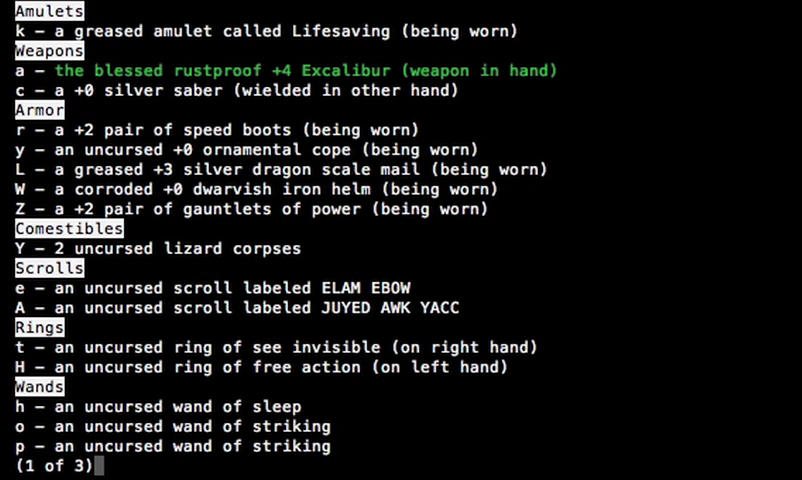 Amulets
k - a greased amulet called Lifesaving (being worn)
Weapons
a - the blessed rustproof +4 Excalibur (weapon in hand)
c - a +0 silver saber (wielded in other hand)
Armor
r - a +2 pair of speed boots (being worn)
y - an uncursed +0 ornamental cope (being worn)
L - a greased +3 silver dragon scale mail (being worn)
W - a corroded +0 dwarvish iron helm (being worn)
Z - a +2 pair of gauntlets of power (being worn)
Comestibles
Y - 2 uncursed lizard corpses
Scrolls
e - an uncursed scroll labeled ELAM EBOW
A - an uncursed scroll labeled JUYED AWK YACC
Rings
t - an uncursed ring of see invisible (on right hand)
H - an uncursed ring of free action (on left hand)
Wands
h - an uncursed wand of sleep
o - an uncursed wand of striking
p - an uncursed wand of striking
(1 of 3)